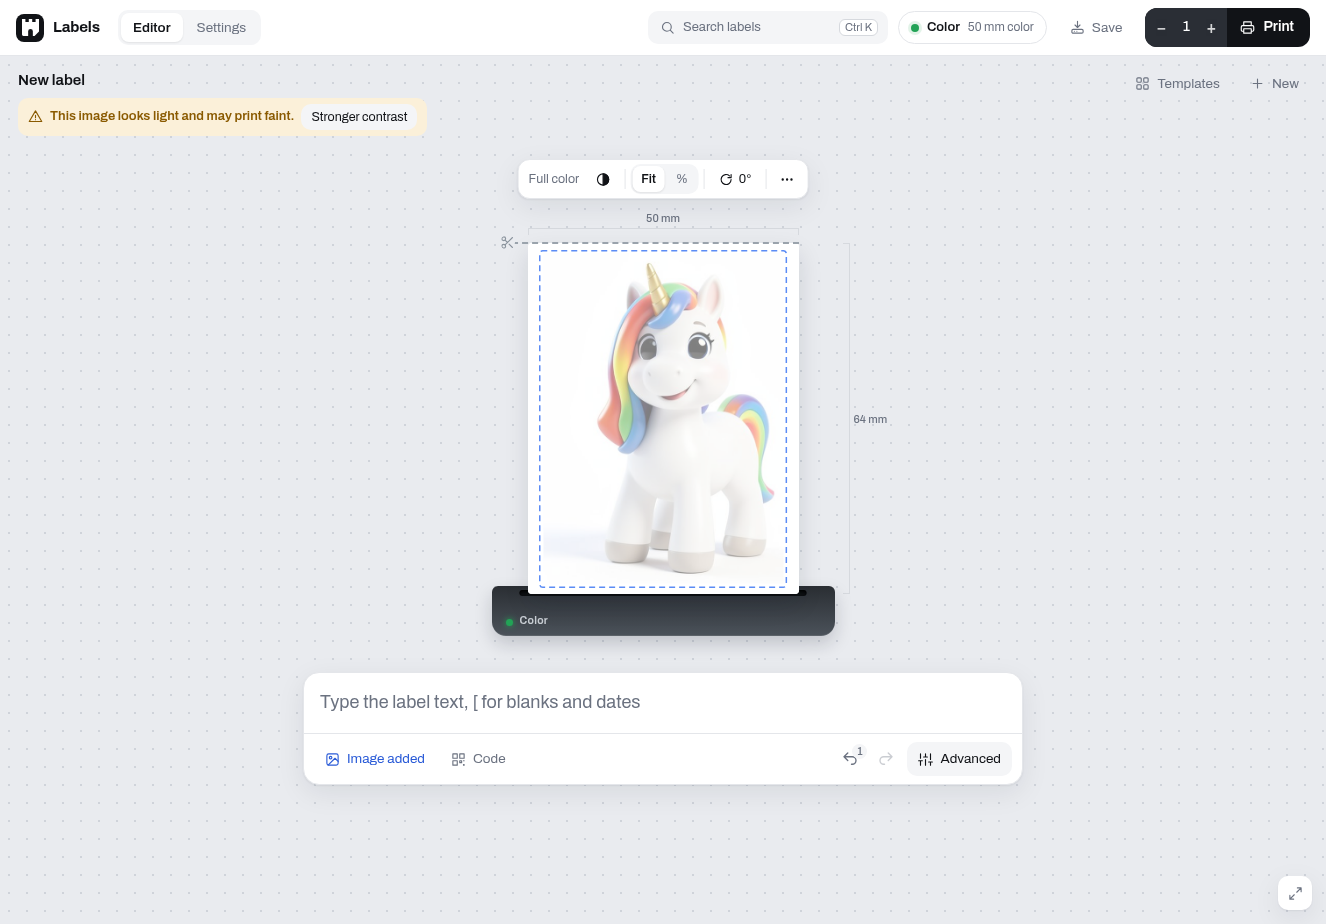 Labels
Editor
Settings
Search labels
Ctrl K
Color
50 mm color
Save
−
1
+
Print
New label
This image looks light and may print faint.
Stronger contrast
Templates
New
Full color
Fit
%
0°
50 mm
64 mm
Color
Type the label text, [ for blanks and dates
Image added
Code
1
Advanced